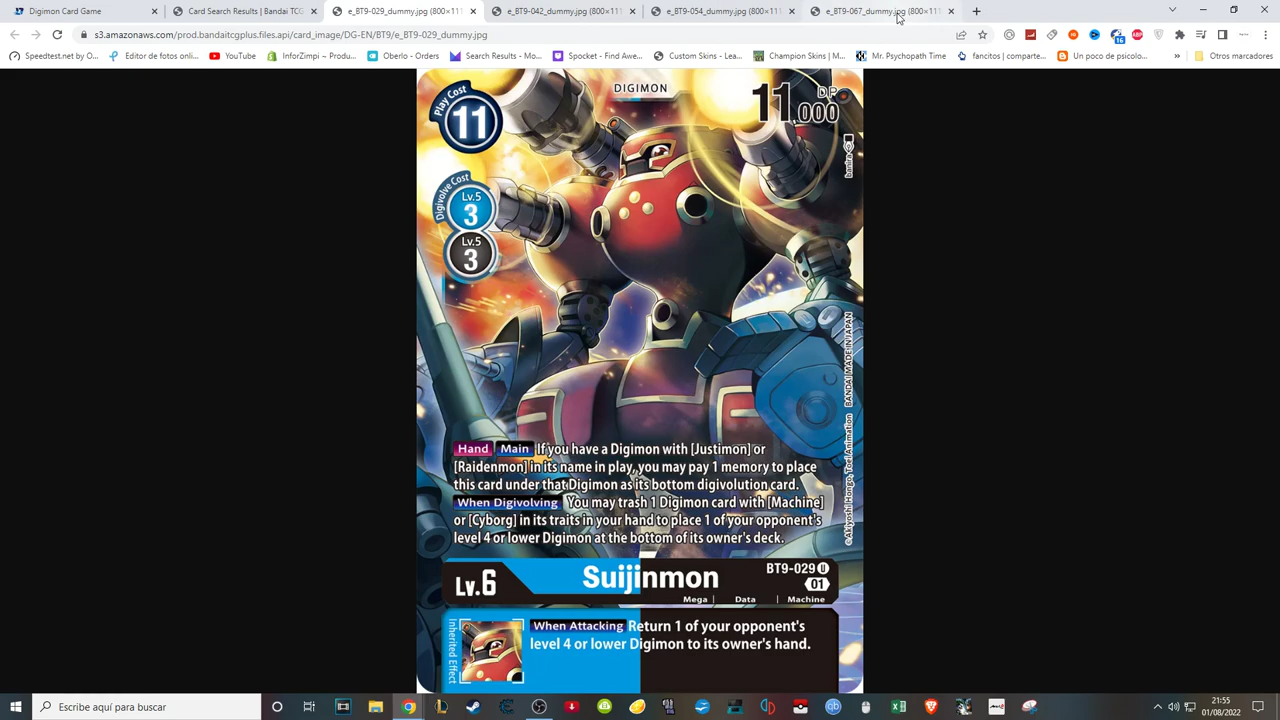 Digimon Card Game
Card Search Results | Bandai TCG
e_BT9-029_dummy.jpg (800×111
e_BT9-042_dummy.jpg (800×111
e_BT9-054_dummy.jpg (800×111
e_BT9-067_dummy.jpg (800×111
s3.amazonaws.com/prod.bandaitcgplus.files.api/card_image/DG-EN/BT9/e_BT9-029_dummy.jpg
Speedtest.net by O...
Editor de fotos onli...
YouTube
InforZimpi – Produ...
Oberlo - Orders
Search Results - Mo...
Spocket - Find Awe...
Custom Skins - Lea...
Champion Skins | M...
Mr. Psychopath Time
fancitos | comparte...
Un poco de psicolo...
»
Otros marcadores
Play Cost
11
DIGIMON
11000
DP
bandai
Digivolve Cost
Lv.5
3
Lv.5
3
Hand Main If you have a Digimon with [Justimon] or
[Raidenmon] in its name in play, you may pay 1 memory to place
this card under that Digimon as its bottom digivolution card.
When Digivolving You may trash 1 Digimon card with [Machine]
or [Cyborg] in its traits in your hand to place 1 of your opponent's
level 4 or lower Digimon at the bottom of its owner's deck.
©Akiyoshi Hongo, Toei Animation BANDAI MADE IN JAPAN
Lv.6
Suijinmon
BT9-029 U
01
Mega | Data | Machine
Inherited Effect
When Attacking Return 1 of your opponent's
level 4 or lower Digimon to its owner's hand.
Escribe aquí para buscar
21:55
01/08/2022